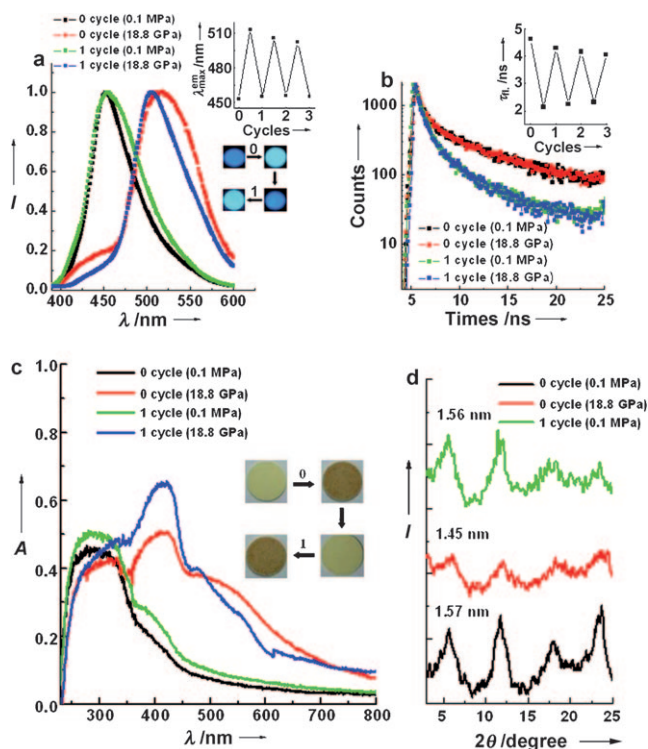 a
0 cycle (0.1 MPa)
0 cycle (18.8 GPa)
1 cycle (0.1 MPa)
1 cycle (18.8 GPa)
λ^em_max /nm
510
480
450
0 1 2 3
Cycles
0
1
I
1.0
0.8
0.6
0.4
0.2
0.0
400 450 500 550 600
λ /nm
b
τfl. /ns
5
4
3
2
0 1 2 3
Cycles
Counts
1000
100
10
0 cycle (0.1 MPa)
0 cycle (18.8 GPa)
1 cycle (0.1 MPa)
1 cycle (18.8 GPa)
5 10 15 20 25
Times /ns
c
0 cycle (0.1 MPa)
0 cycle (18.8 GPa)
1 cycle (0.1 MPa)
1 cycle (18.8 GPa)
0
1
A
1.0
0.8
0.6
0.4
0.2
0.0
300 400 500 600 700 800
λ /nm
d
0 cycle (0.1 MPa)
0 cycle (18.8 GPa)
1 cycle (0.1 MPa)
1.56 nm
1.45 nm
1.57 nm
I
5 10 15 20 25
2θ /degree